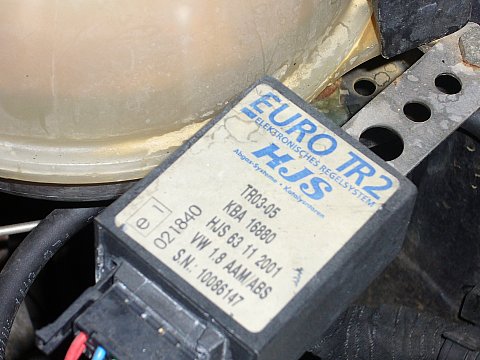 EURO TR2
ELEKTRONISCHES REGELSYSTEM
HJS
Abgas-Systeme · Katalysatoren
TR03-05
KBA 16880
HJS 63 11 2001
VW 1.8 AAM/ABS
S.N.: 10086147
e 1
021840